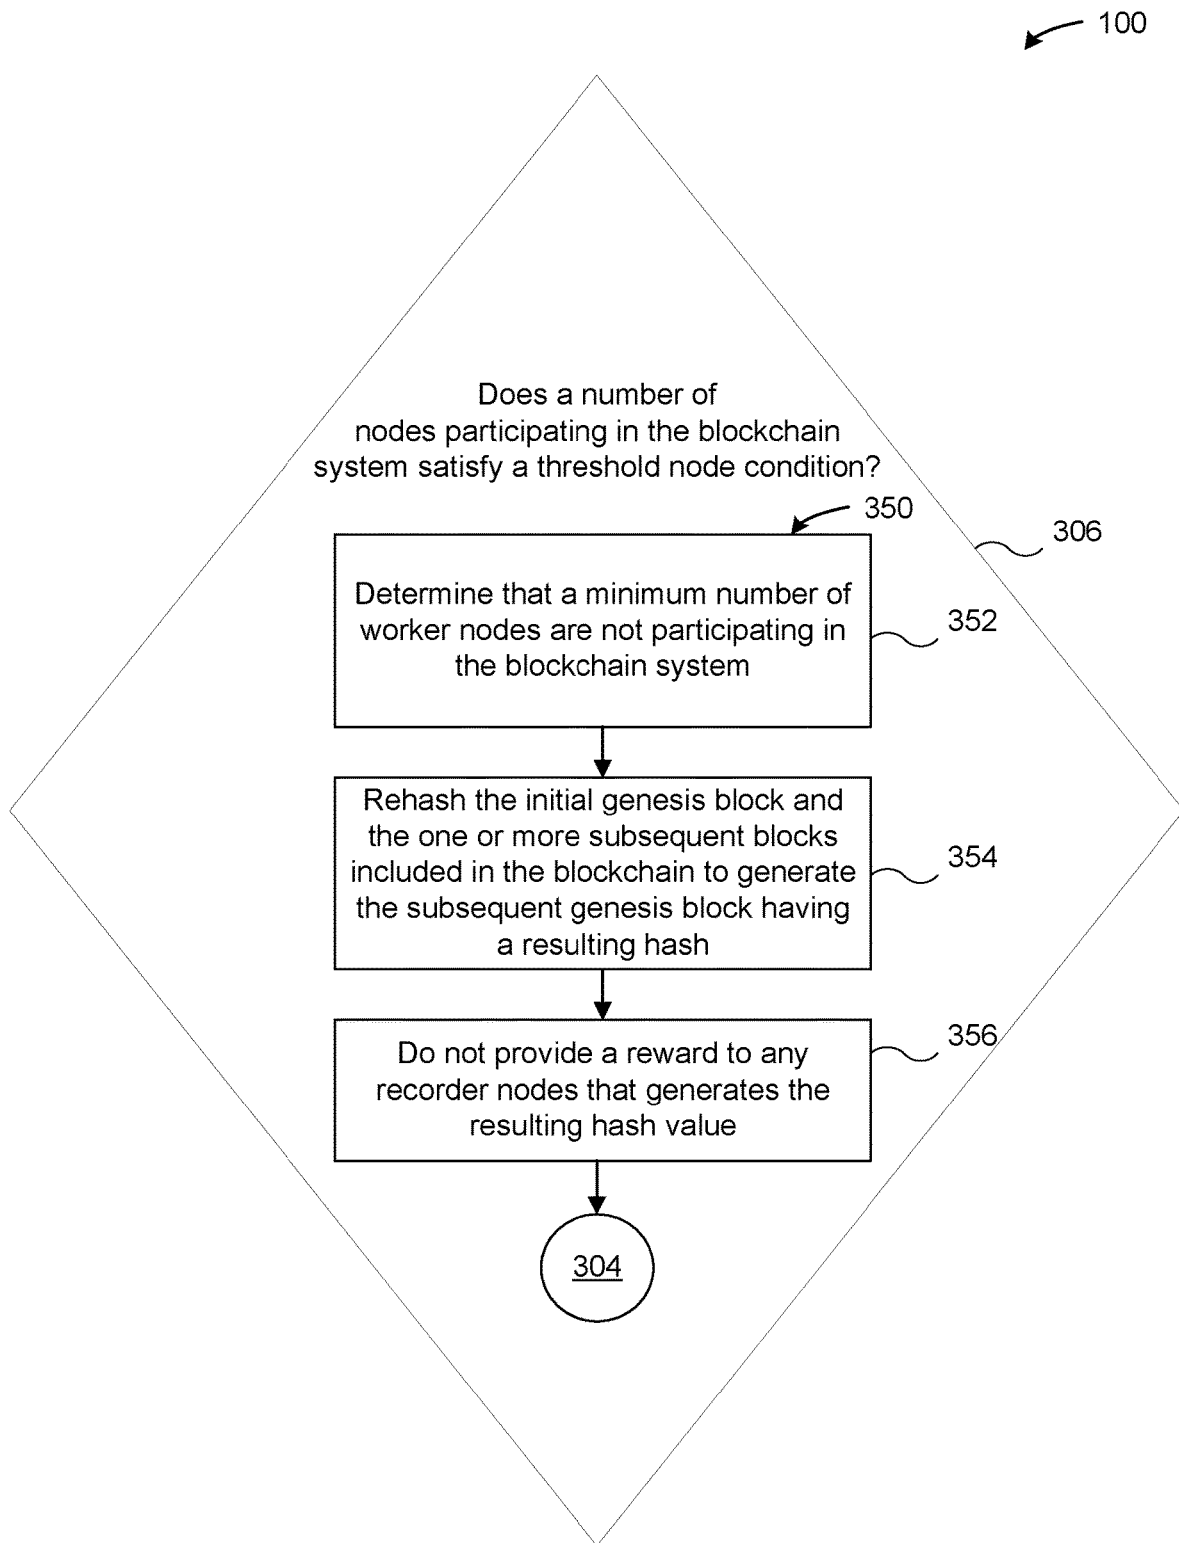 100
Does a number of
nodes participating in the blockchain
system satisfy a threshold node condition?
350
306
Determine that a minimum number of
worker nodes are not participating in
the blockchain system
352
Rehash the initial genesis block and
the one or more subsequent blocks
included in the blockchain to generate
the subsequent genesis block having
a resulting hash
354
Do not provide a reward to any
recorder nodes that generates the
resulting hash value
356
304